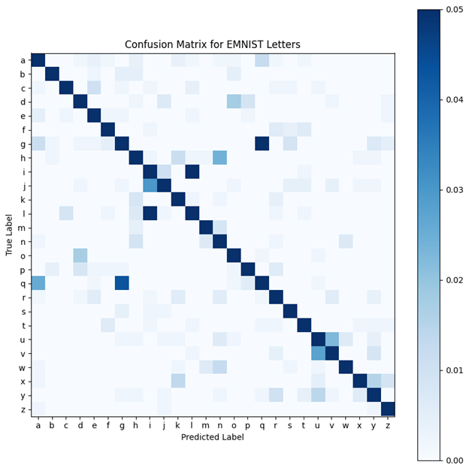 Confusion Matrix for EMNIST Letters
True Label
a
b
c
d
e
f
g
h
i
j
k
l
m
n
o
p
q
r
s
t
u
v
w
x
y
z
a b c d e f g h i j k l m n o p q r s t u v w x y z
Predicted Label
0.05
0.04
0.03
0.02
0.01
0.00